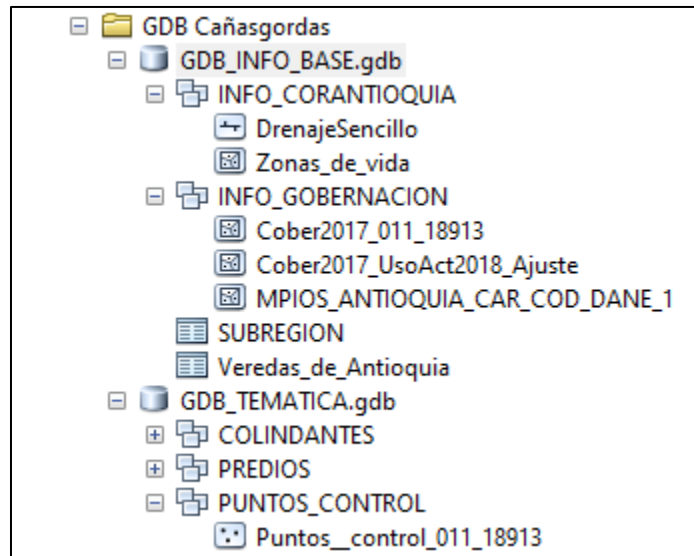 GDB Cañasgordas
GDB_INFO_BASE.gdb
INFO_CORANTIOQUIA
DrenajeSencillo
Zonas_de_vida
INFO_GOBERNACION
Cober2017_011_18913
Cober2017_UsoAct2018_Ajuste
MPIOS_ANTIOQUIA_CAR_COD_DANE_1
SUBREGION
Veredas_de_Antioquia
GDB_TEMATICA.gdb
COLINDANTES
PREDIOS
PUNTOS_CONTROL
Puntos__control_011_18913